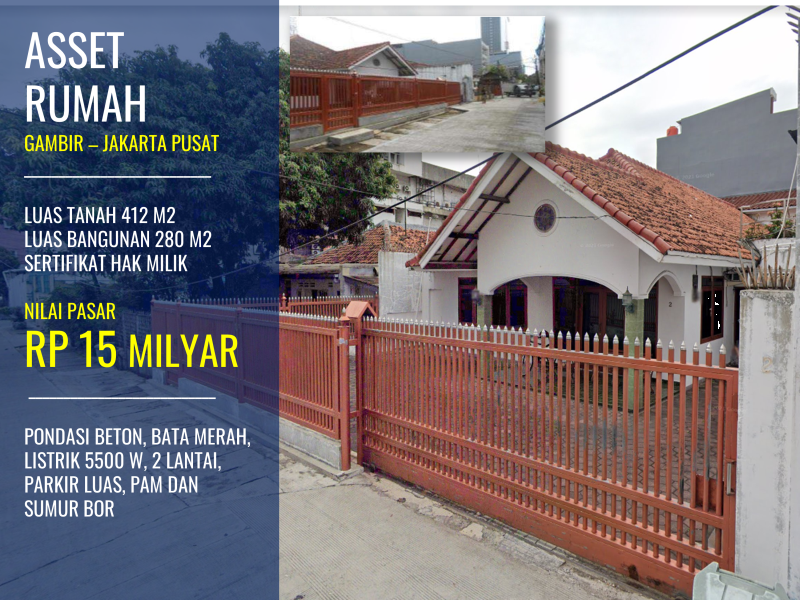 ASSET
RUMAH
GAMBIR – JAKARTA PUSAT
LUAS TANAH 412 M2
LUAS BANGUNAN 280 M2
SERTIFIKAT HAK MILIK
NILAI PASAR
RP 15 MILYAR
PONDASI BETON, BATA MERAH,
LISTRIK 5500 W, 2 LANTAI,
PARKIR LUAS, PAM DAN
SUMUR BOR